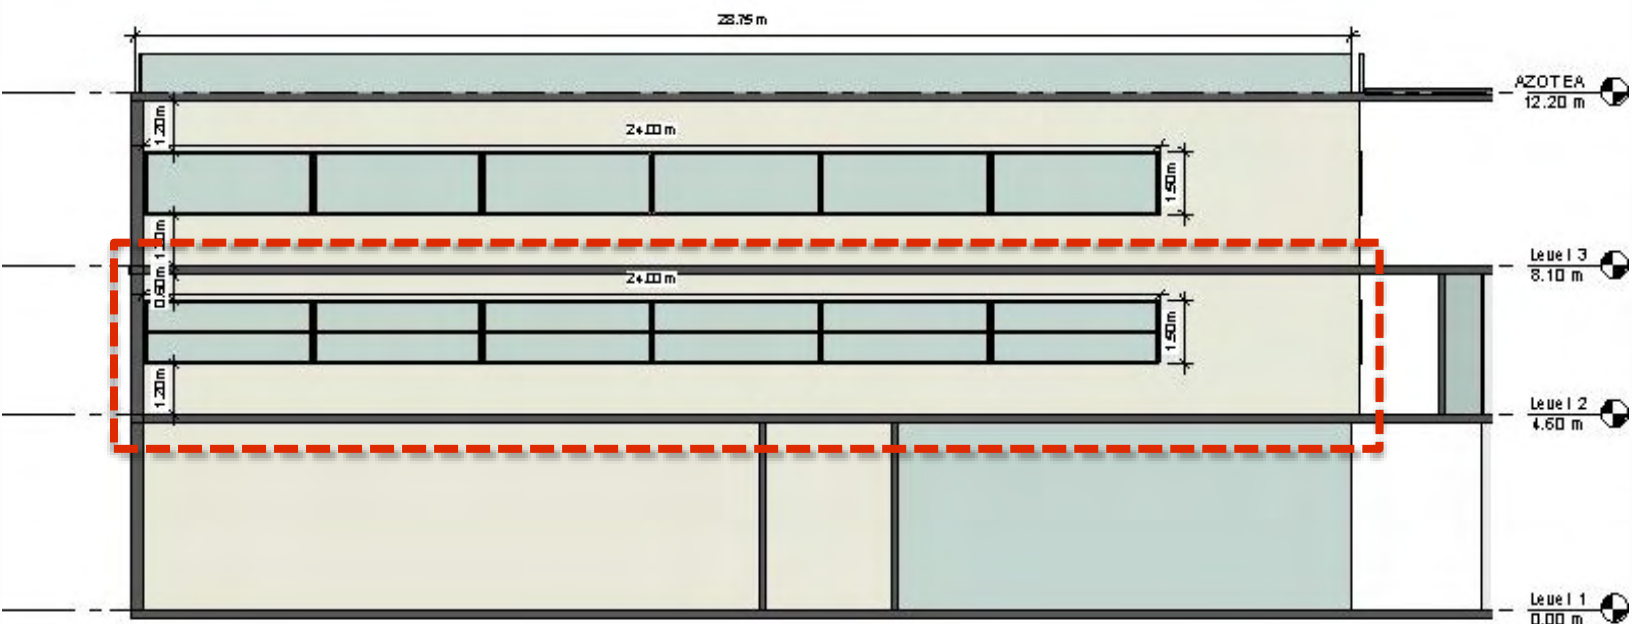 28.75 m
AZOTEA
12.20 m
1.20 m
24.00 m
1.50 m
Level 3
8.10 m
0.60 m
24.00 m
1.50 m
1.20 m
Level 2
4.60 m
Level 1
0.00 m